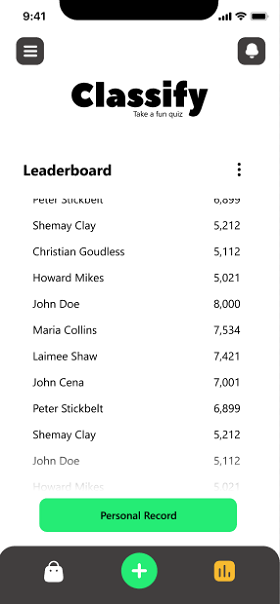 9:41
Classify
Take a fun quiz
Leaderboard
Peter Stickbelt 6,899
Shemay Clay 5,212
Christian Goudless 5,112
Howard Mikes 5,021
John Doe 8,000
Maria Collins 7,534
Laimee Shaw 7,421
John Cena 7,001
Peter Stickbelt 6,899
Shemay Clay 5,212
John Doe 5,112
Howard Mikes 5,021
Personal Record